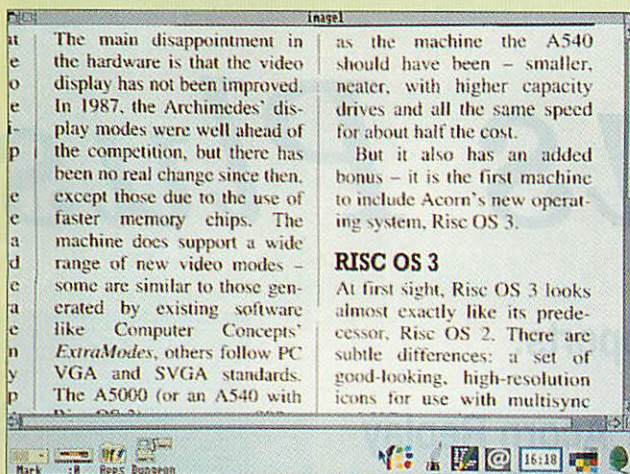 image1
The main disappointment in
the hardware is that the video
display has not been improved.
In 1987, the Archimedes' dis-
play modes were well ahead of
the competition, but there has
been no real change since then,
except those due to the use of
faster memory chips. The
machine does support a wide
range of new video modes –
some are similar to those gen-
erated by existing software
like Computer Concepts'
ExtraModes, others follow PC
VGA and SVGA standards.
The A5000 (or an A540 with
as the machine the A540
should have been – smaller,
neater, with higher capacity
drives and all the same speed
for about half the cost.
But it also has an added
bonus – it is the first machine
to include Acorn's new operat-
ing system, Risc OS 3.
RISC OS 3
At first sight, Risc OS 3 looks
almost exactly like its prede-
cessor, Risc OS 2. There are
subtle differences: a set of
good-looking, high-resolution
icons for use with multisync
Mark :0 Apps Dungeon
16:18